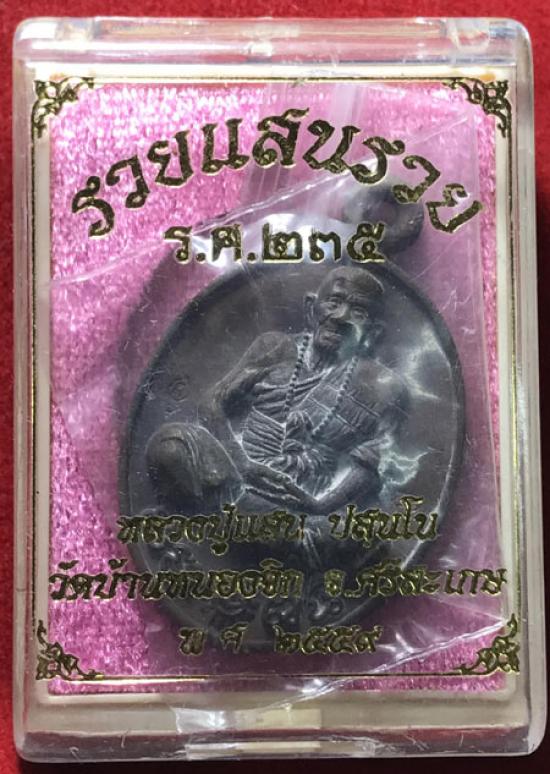 รวยแสนรวย
ร.ศ.๒๓๕
หลวงปู่แสน ปสนฺโน
วัดบ้านหนองจิก จ.ศรีสะเกษ
พ ศ ๒๕๕๙